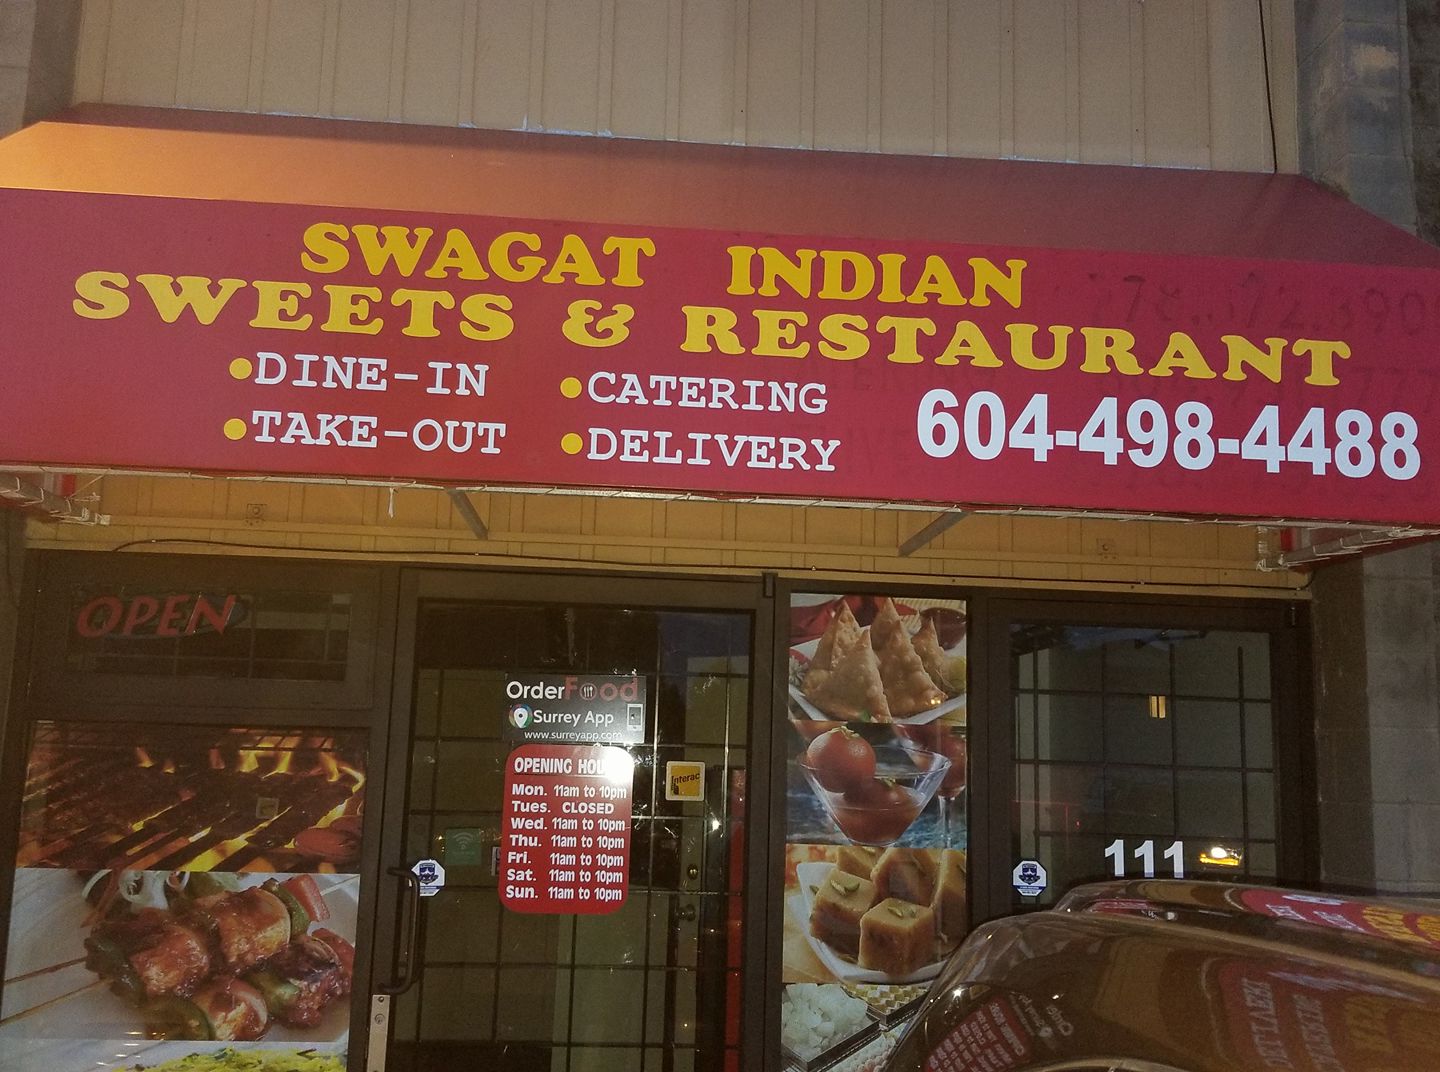 SWAGAT INDIAN
SWEETS & RESTAURANT
•DINE-IN
•CATERING
•TAKE-OUT
•DELIVERY
604-498-4488
OPEN
OrderFood
Surrey App
www.surreyapp.com
OPENING
Mon. 11am to 10pm
Tues. CLOSED
Wed. 11am to 10pm
Thu. 11am to 10pm
Fri. 11am to 10pm
Sat. 11am to 10pm
Sun. 11am to 10pm
Interac
111